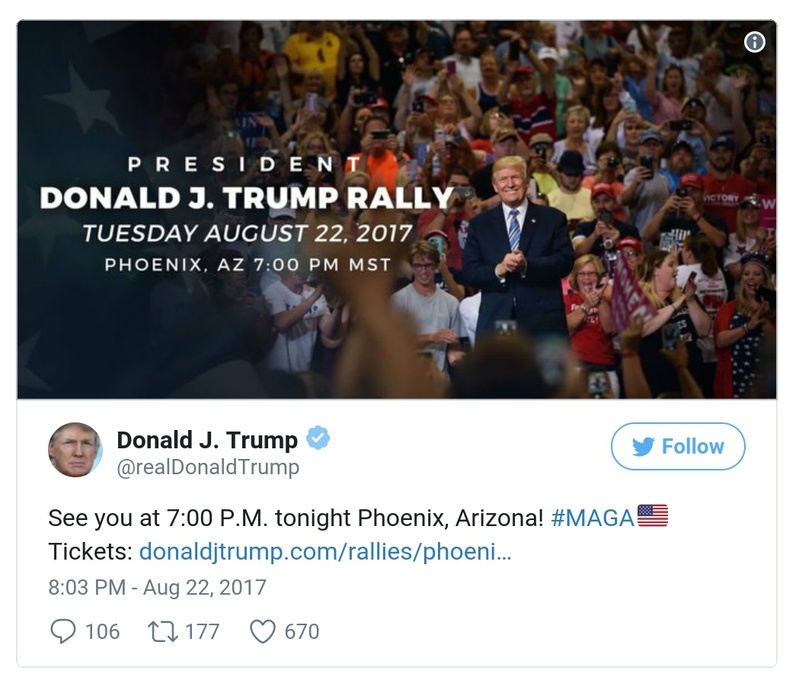 PRESIDENT
DONALD J. TRUMP RALLY
TUESDAY AUGUST 22, 2017
PHOENIX, AZ 7:00 PM MST
VICTORY
Donald J. Trump
@realDonaldTrump
Follow
See you at 7:00 P.M. tonight Phoenix, Arizona! #MAGA🇺🇸
Tickets: donaldjtrump.com/rallies/phoeni…
8:03 PM - Aug 22, 2017
106 177 670